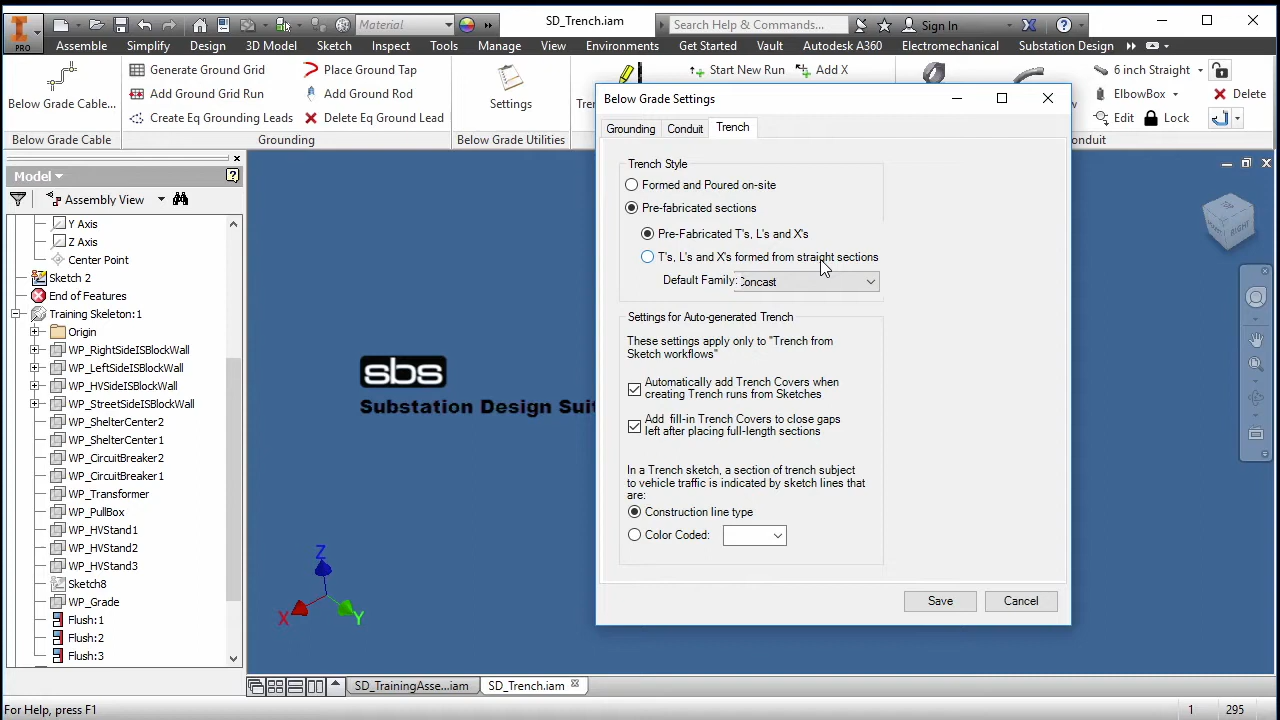 PRO
Material
SD_Trench.iam
Search Help & Commands...
Sign In
Assemble
Simplify
Design
3D Model
Sketch
Inspect
Tools
Manage
View
Environments
Get Started
Vault
Autodesk A360
Electromechanical
Substation Design
Below Grade Cable...
Generate Ground Grid
Add Ground Grid Run
Create Eq Grounding Leads
Place Ground Tap
Add Ground Rod
Delete Eq Ground Lead
Settings
Start New Run
Add X
6 inch Straight
ElbowBox
Delete
Edit
Lock
Below Grade Cable
Grounding
Below Grade Utilities
Model
Assembly View
Y Axis
Z Axis
Center Point
Sketch 2
End of Features
Training Skeleton:1
Origin
WP_RightSideISBlockWall
WP_LeftSideISBlockWall
WP_HVSideISBlockWall
WP_StreetSideISBlockWall
WP_ShelterCenter2
WP_ShelterCenter1
WP_CircuitBreaker2
WP_CircuitBreaker1
WP_Transformer
WP_PullBox
WP_HVStand1
WP_HVStand2
WP_HVStand3
Sketch8
WP_Grade
Flush:1
Flush:2
Flush:3
sbs
Substation Design Suit
Z
X
Y
RIGHT
Below Grade Settings
Grounding
Conduit
Trench
Trench Style
Formed and Poured on-site
Pre-fabricated sections
Pre-Fabricated T's, L's and X's
T's, L's and X's formed from straight sections
Default Family:
Concast
Settings for Auto-generated Trench
These settings apply only to "Trench from
Sketch workflows"
Automatically add Trench Covers when
creating Trench runs from Sketches
Add fill-in Trench Covers to close gaps
left after placing full-length sections
In a Trench sketch, a section of trench subject
to vehicle traffic is indicated by sketch lines that
are:
Construction line type
Color Coded:
Save
Cancel
SD_TrainingAsse...iam
SD_Trench.iam
For Help, press F1
1
295